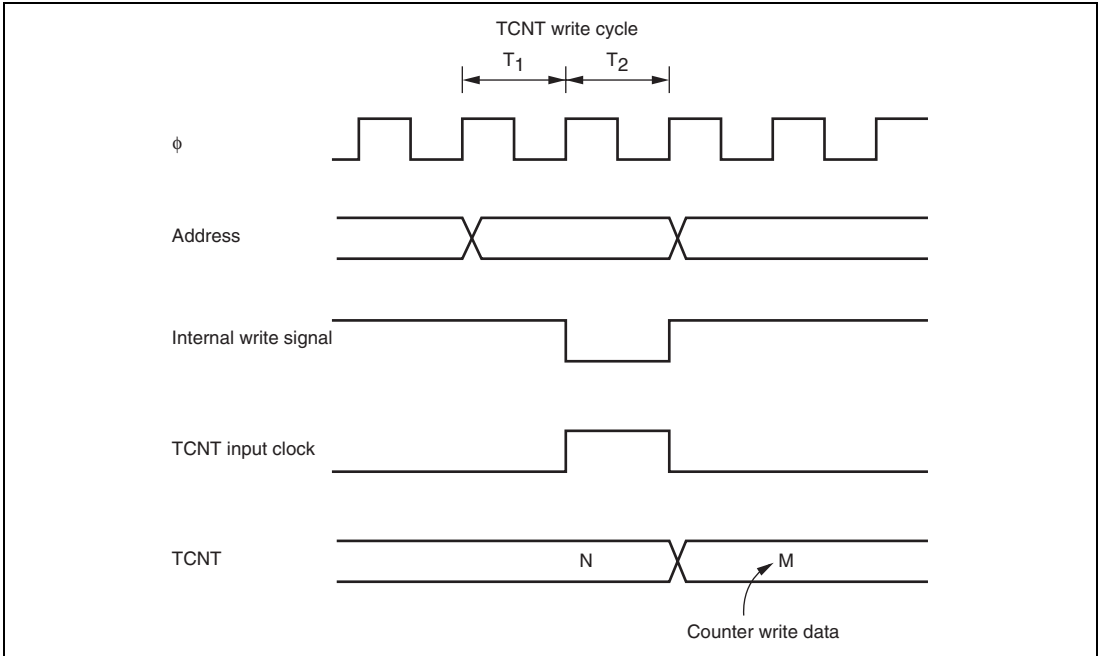 TCNT write cycle
T1 T2
ϕ
Address
Internal write signal
TCNT input clock
TCNT N M
Counter write data